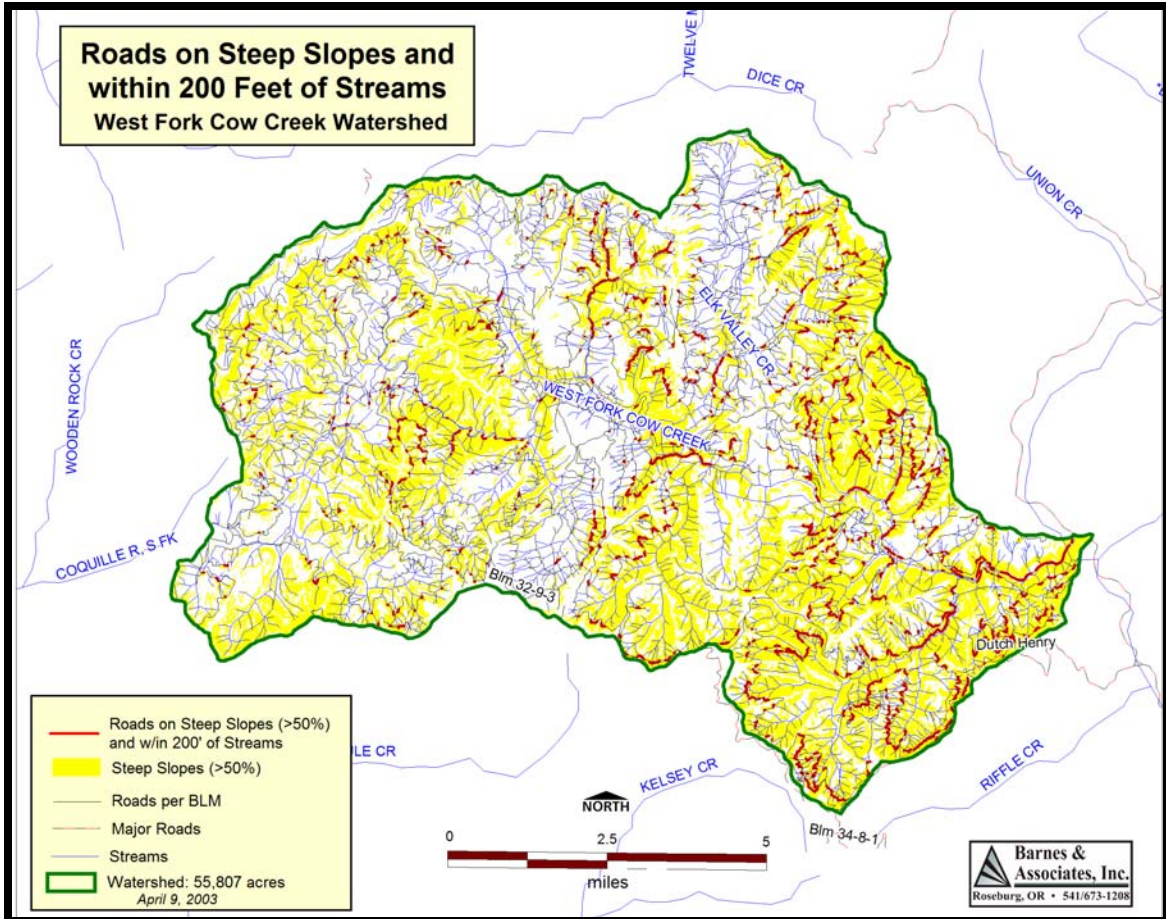 Roads on Steep Slopes and
within 200 Feet of Streams
West Fork Cow Creek Watershed
DICE CR
UNION CR
WOODEN ROCK CR
ELK VALLEY CR
WEST FORK COW CREEK
COQUILLE R, S FK
Blm 32-9-3
Dutch Henry
KELSEY CR
RIFFLE CR
Blm 34-8-1
Roads on Steep Slopes (>50%)
and w/in 200' of Streams
Steep Slopes (>50%)
Roads per BLM
Major Roads
Streams
Watershed: 55,807 acres
April 9, 2003
TWELVE M
ULE CR
NORTH
0 2.5 5
miles
Barnes &
Associates, Inc.
Roseburg, OR • 541/673-1208